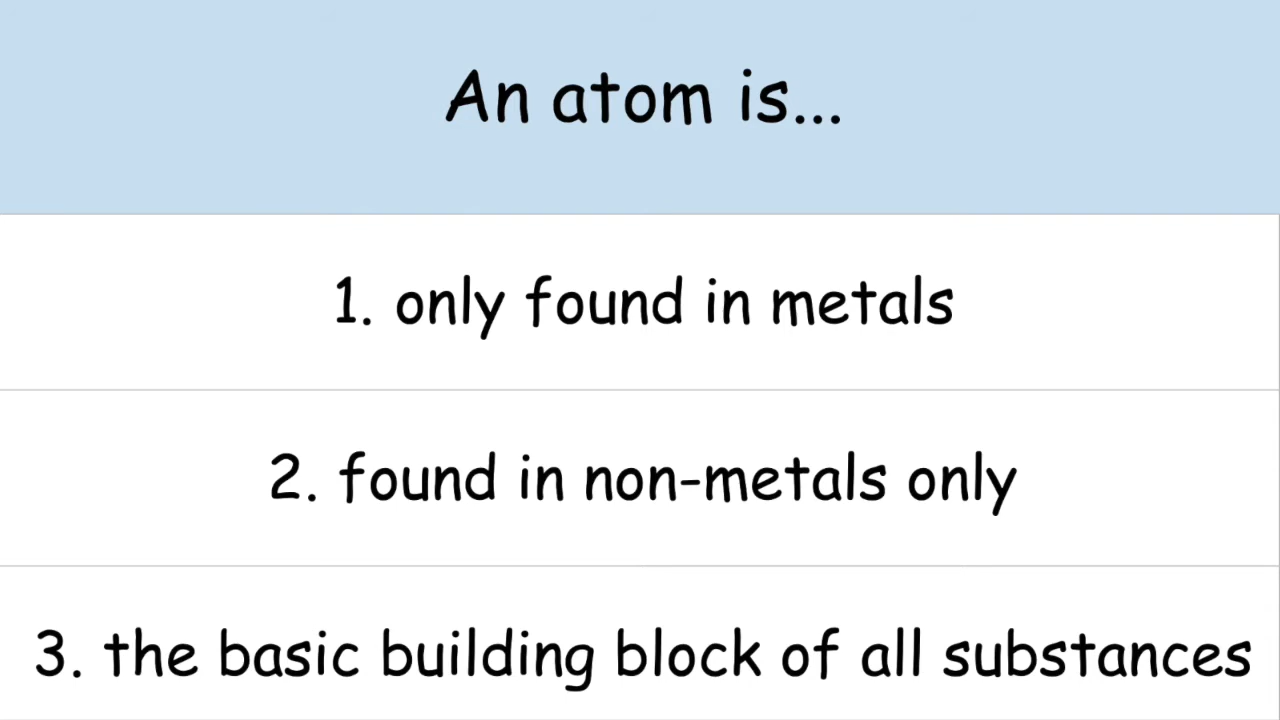 An atom is...
1. only found in metals
2. found in non-metals only
3. the basic building block of all substances